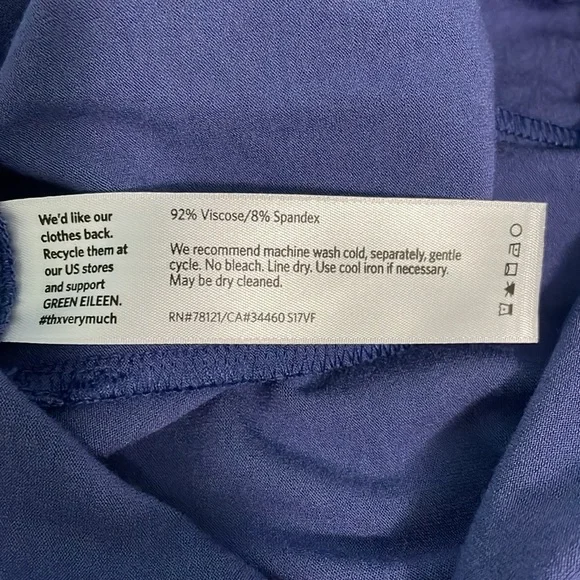 We'd like our
clothes back.
Recycle them at
our US stores
and support
GREEN EILEEN.
#thxverymuch
92% Viscose/8% Spandex
We recommend machine wash cold, separately, gentle
cycle. No bleach. Line dry. Use cool iron if necessary.
May be dry cleaned.
RN#78121/CA#34460 S17VF